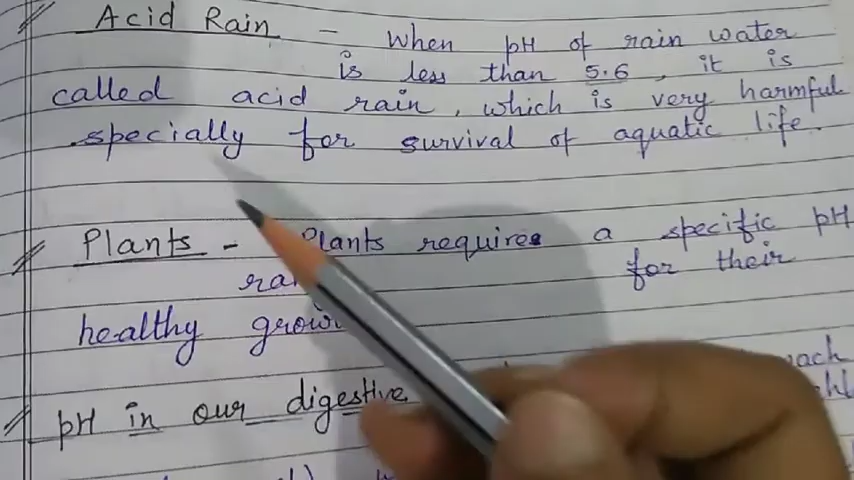 Acid Rain - When pH of rain water
is less than 5.6, it is
called acid rain, which is very harmful
specially for survival of aquatic life.
Plants - Plants requires a specific pH
for their
healthy
pH in our digestive